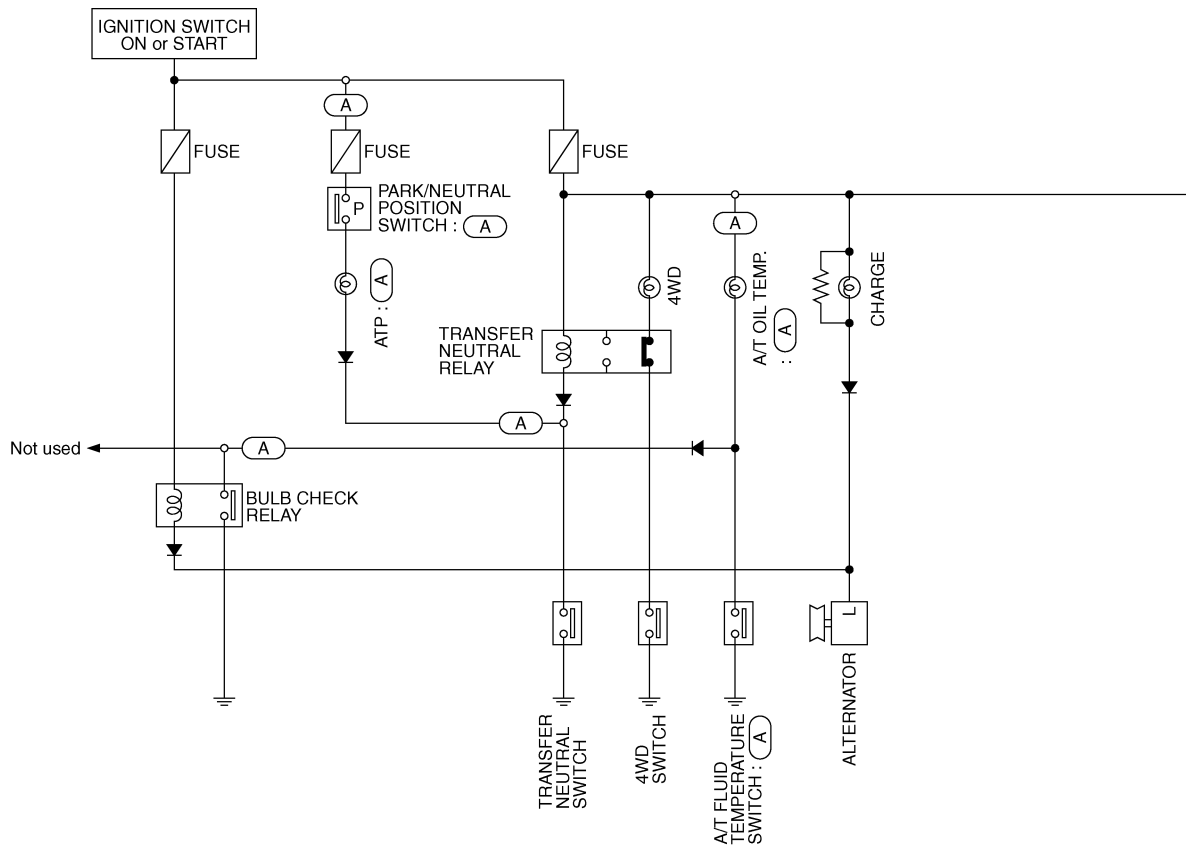 IGNITION SWITCH
ON or START
A
FUSE
FUSE
FUSE
P
PARK/NEUTRAL
POSITION
SWITCH : A
A
ATP : A
4WD
A/T OIL TEMP.
: A
CHARGE
TRANSFER
NEUTRAL
RELAY
A
Not used
A
BULB CHECK
RELAY
L
TRANSFER
NEUTRAL
SWITCH
4WD
SWITCH
A/T FLUID
TEMPERATURE
SWITCH : A
ALTERNATOR